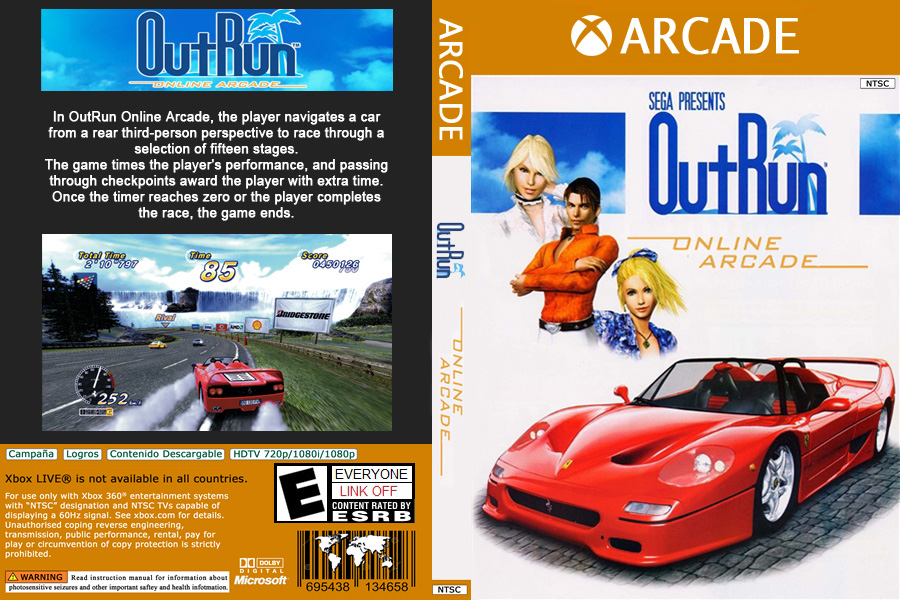 OutRun
ONLINE ARCADE
In OutRun Online Arcade, the player navigates a car
from a rear third-person perspective to race through a
selection of fifteen stages.
The game times the player's performance, and passing
through checkpoints award the player with extra time.
Once the timer reaches zero or the player completes
the race, the game ends.
Total Time
2'10"797
Time
85
Score
0450126
Rival
BRIDGESTONE
252 km/h
Campaña
Logros
Contenido Descargable
HDTV 720p/1080i/1080p
Xbox LIVE® is not available in all countries.
For use only with Xbox 360® entertainment systems
with "NTSC" designation and NTSC TVs capable of
displaying a 60Hz signal. See xbox.com for details.
Unauthorised coping reverse engineering,
transmission, public performance, rental, pay for
play or circumvention of copy protection is strictly
prohibited.
WARNING Read instruction manual for information about
photosensitive seizures and other important saftey and health infotmation.
E
EVERYONE
LINK OFF
CONTENT RATED BY
ESRB
DOLBY
DIGITAL
Microsoft
695438 134658
ARCADE
OutRun
ONLINE
ARCADE
NTSC
ARCADE
NTSC
SEGA PRESENTS
OutRun
ONLINE
ARCADE